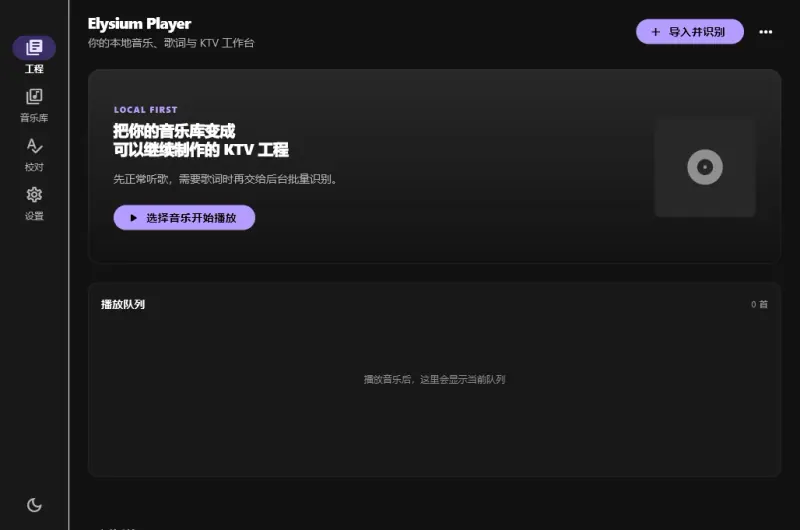 Elysium Player
你的本地音乐、歌词与 KTV 工作台
导入并识别
工程
音乐库
校对
设置
LOCAL FIRST
把你的音乐库变成
可以继续制作的 KTV 工程
先正常听歌，需要歌词时再交给后台批量识别。
选择音乐开始播放
播放队列
0 首
播放音乐后，这里会显示当前队列